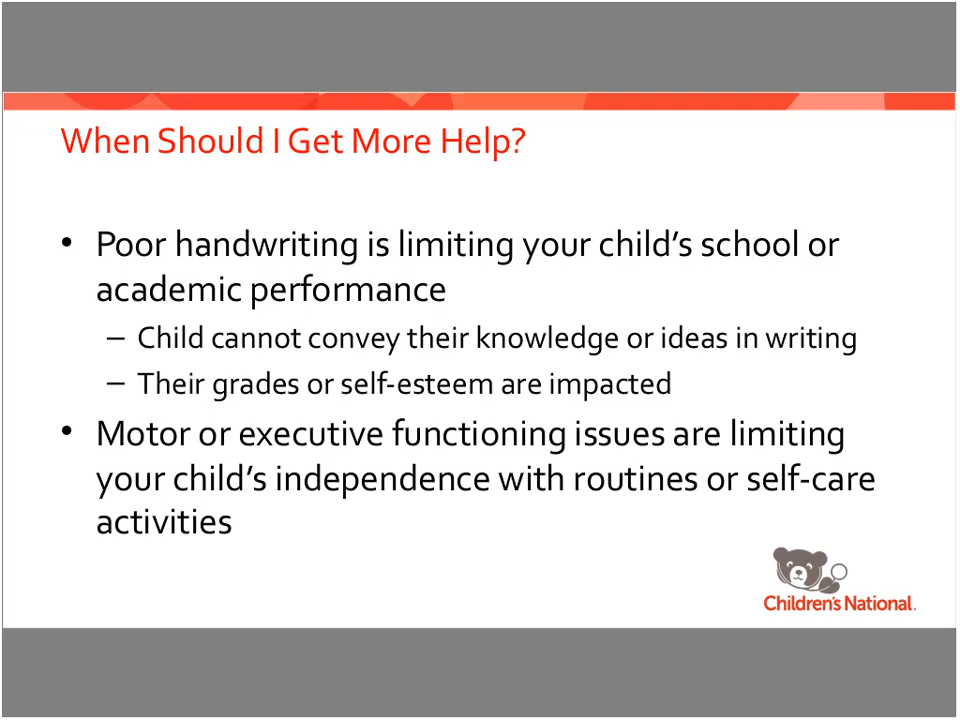 When Should I Get More Help?
• Poor handwriting is limiting your child’s school or
academic performance
– Child cannot convey their knowledge or ideas in writing
– Their grades or self-esteem are impacted
• Motor or executive functioning issues are limiting
your child’s independence with routines or self-care
activities
Children's National.